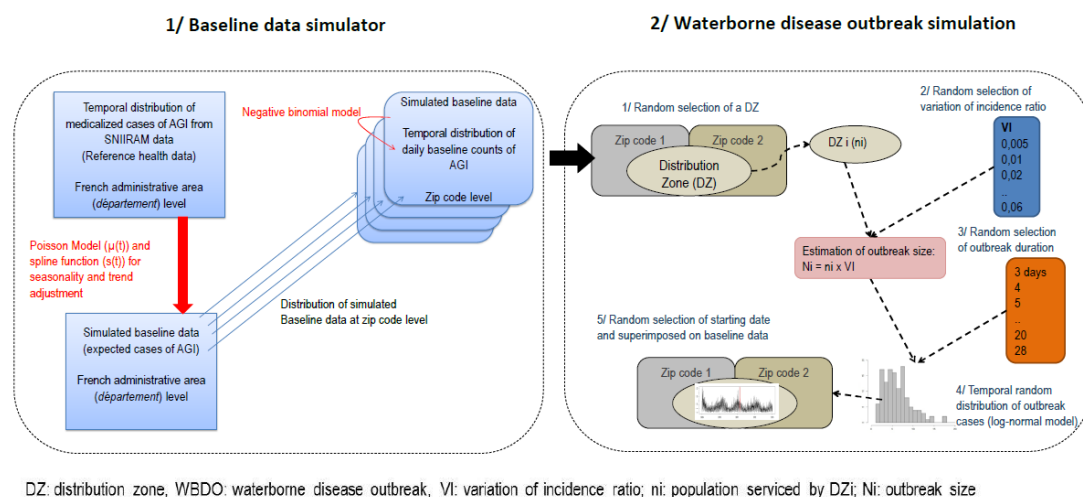 1/ Baseline data simulator
2/ Waterborne disease outbreak simulation
Temporal distribution of
medicalized cases of AGI from
SNIIRAM data
(Reference health data)
French administrative area
(département) level
Negative binomial model
Simulated baseline data
Temporal distribution of
daily baseline counts of
AGI
Zip code level
Poisson Model (μ(t)) and
spline function (s(t)) for
seasonality and trend
adjustment
Distribution of simulated
Baseline data at zip code level
Simulated baseline data
(expected cases of AGI)
French administrative area
(département) level
1/ Random selection of a DZ
Zip code 1
Zip code 2
Distribution
Zone (DZ)
DZ i (ni)
2/ Random selection of
variation of incidence ratio
VI
0,005
0,01
0,02
..
0,06
Estimation of outbreak size:
Ni = ni x VI
3/ Random selection
of outbreak duration
3 days
4
5
..
20
28
5/ Random selection of starting date
and superimposed on baseline data
Zip code 1
Zip code 2
4/ Temporal random
distribution of outbreak
cases (log-normal model)
DZ: distribution zone, WBDO: waterborne disease outbreak, VI: variation of incidence ratio; ni: population serviced by DZi; Ni: outbreak size